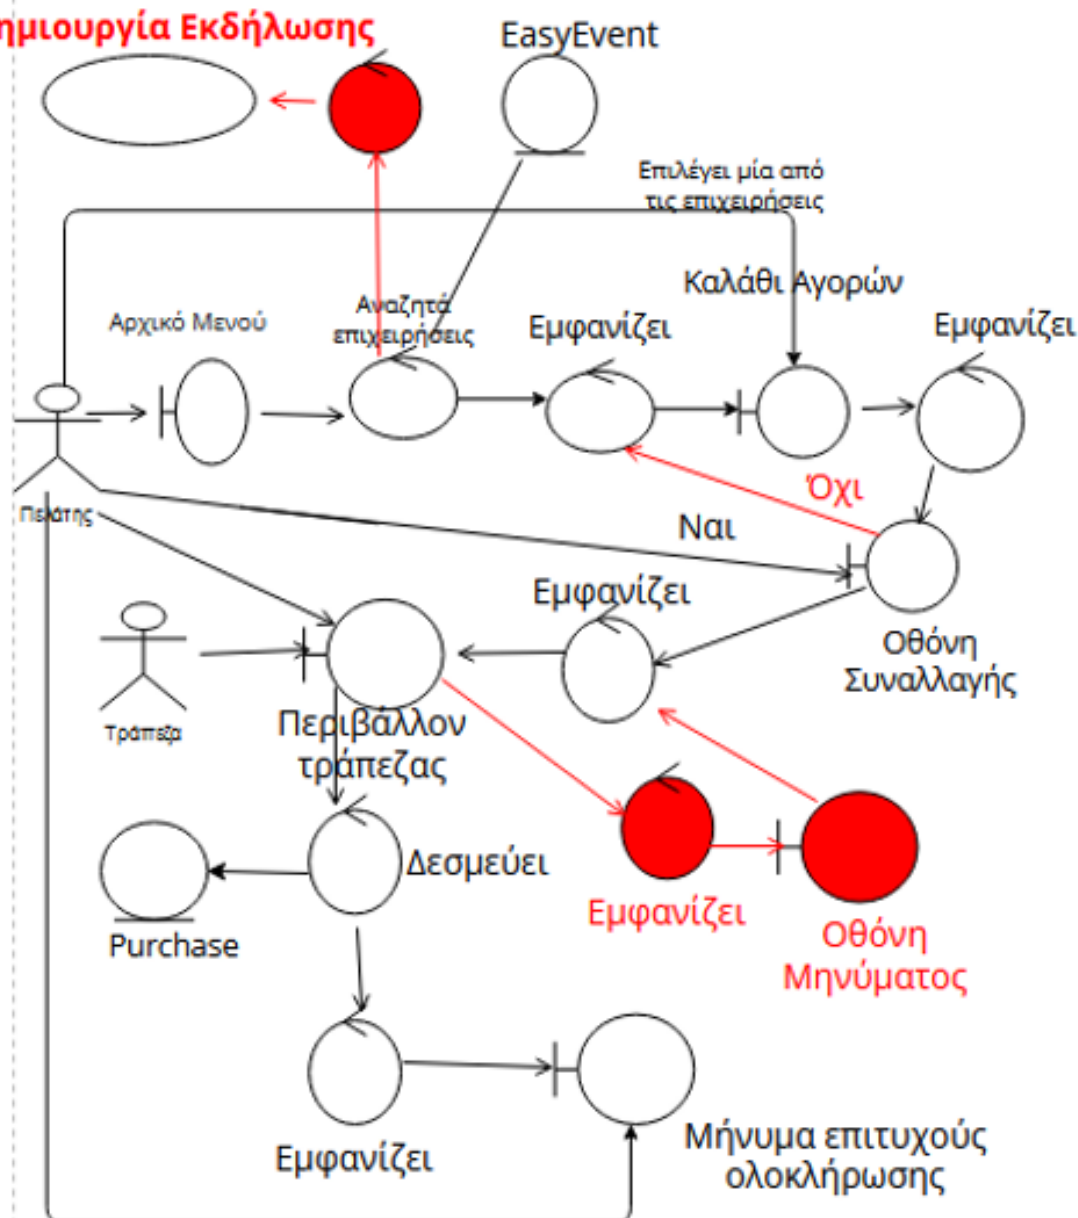 ημιουργία Εκδήλωσης
EasyEvent
Επιλέγει μία από
τις επιχειρήσεις
Καλάθι Αγορών
Αρχικό Μενού
Αναζητά
επιχειρήσεις
Εμφανίζει
Εμφανίζει
Όχι
Πελάτης
Ναι
Εμφανίζει
Οθόνη
Συναλλαγής
Τράπεζα
Περιβάλλον
τράπεζας
Δεσμεύει
Εμφανίζει
Οθόνη
Μηνύματος
Purchase
Εμφανίζει
Μήνυμα επιτυχούς
ολοκλήρωσης